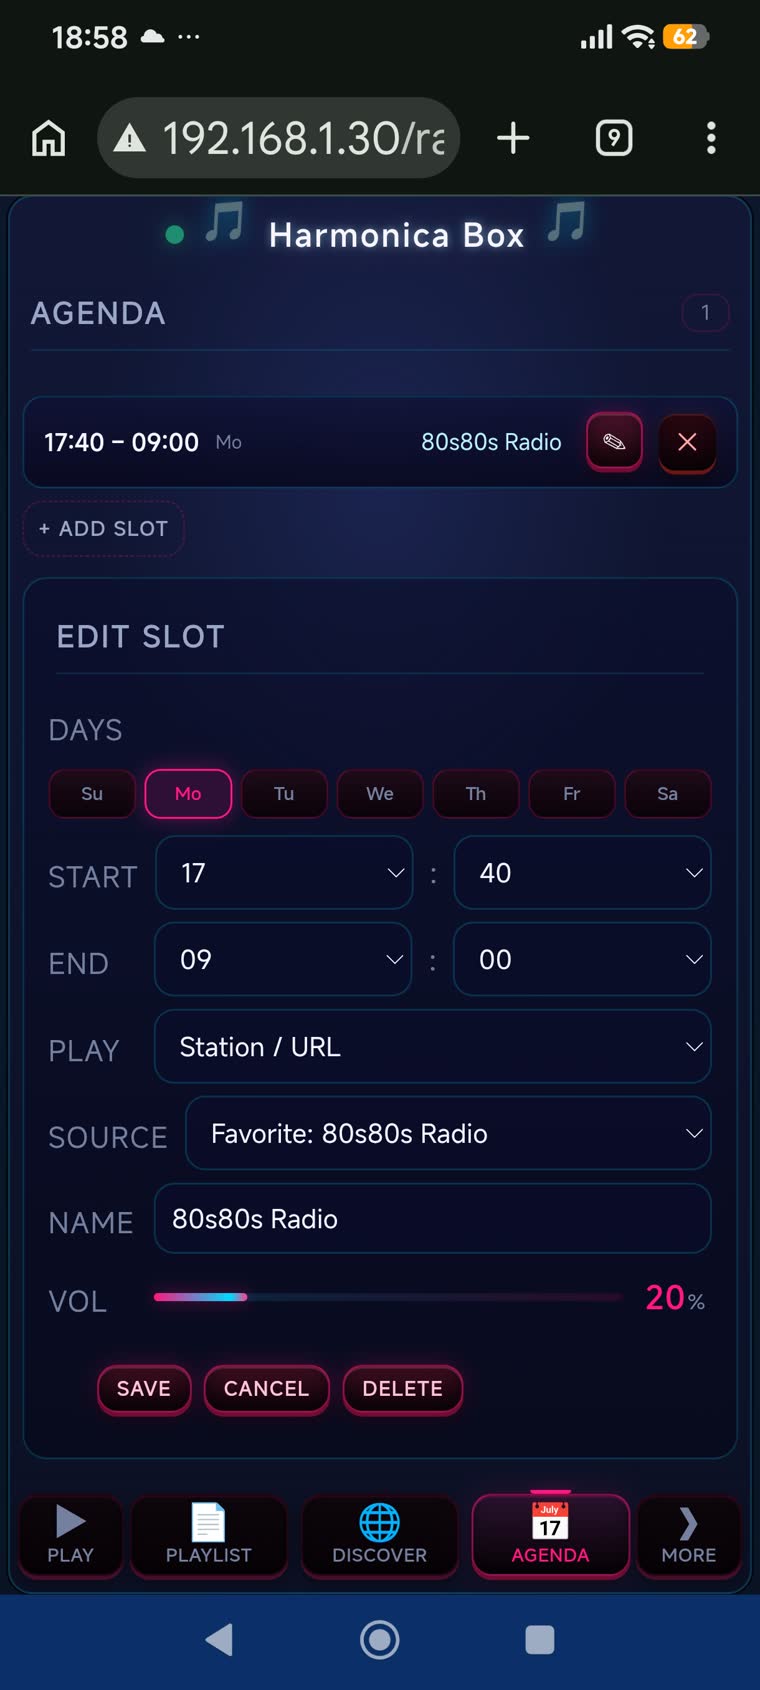 18:58 ... 62
192.168.1.30/ra
9
Harmonica Box
AGENDA 1
17:40 – 09:00 Mo 80s80s Radio
+ ADD SLOT
EDIT SLOT
DAYS
Su Mo Tu We Th Fr Sa
START 17 : 40
END 09 : 00
PLAY Station / URL
SOURCE Favorite: 80s80s Radio
NAME 80s80s Radio
VOL 20%
SAVE CANCEL DELETE
July
17
PLAY PLAYLIST DISCOVER AGENDA MORE